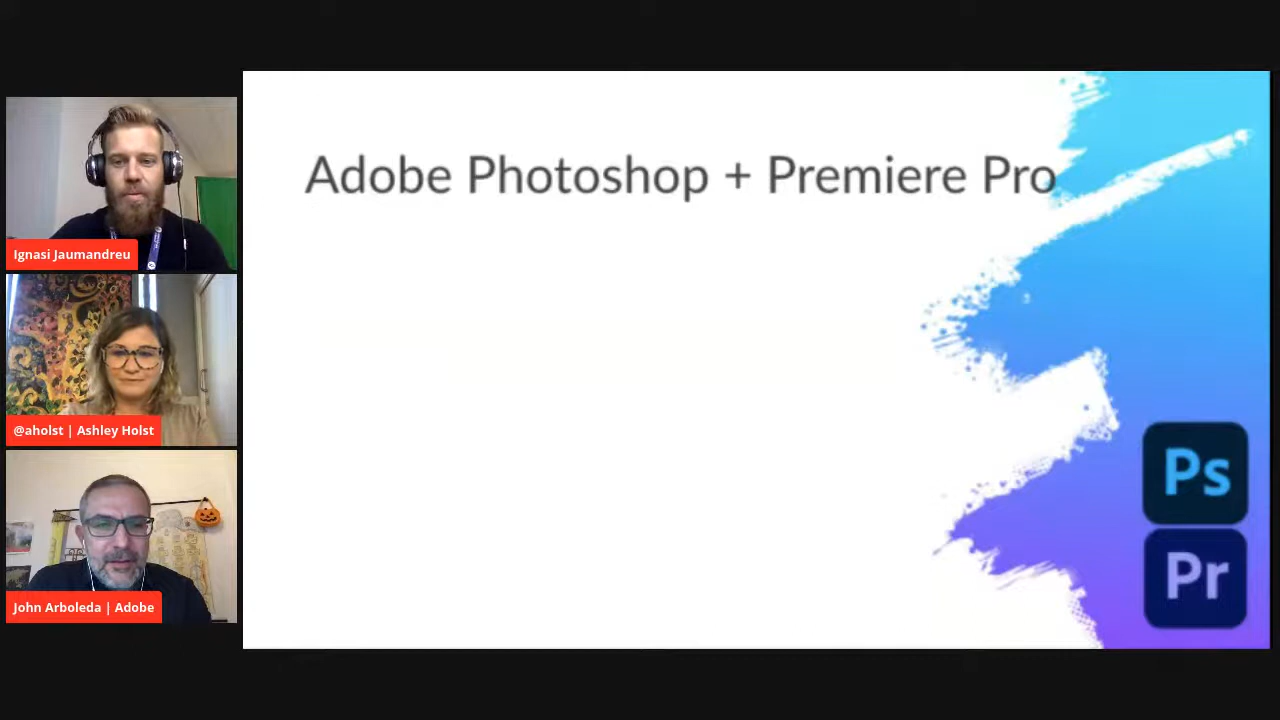 Adobe Photoshop + Premiere Pro
Ignasi Jaumandreu
@aholst | Ashley Holst
John Arboleda | Adobe
Ps
Pr